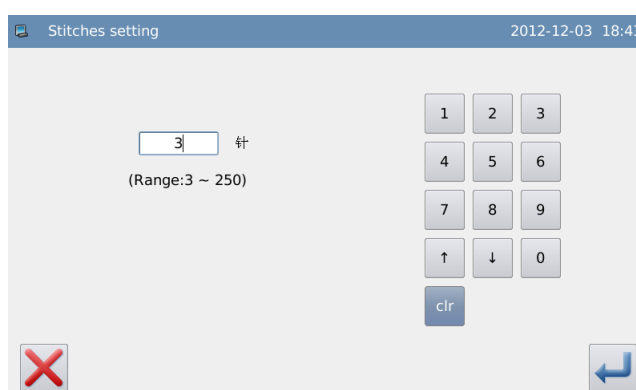 Stitches setting 2012-12-03 18:43
3 针
(Range:3 ~ 250)
1 2 3
4 5 6
7 8 9
↑ ↓ 0
clr